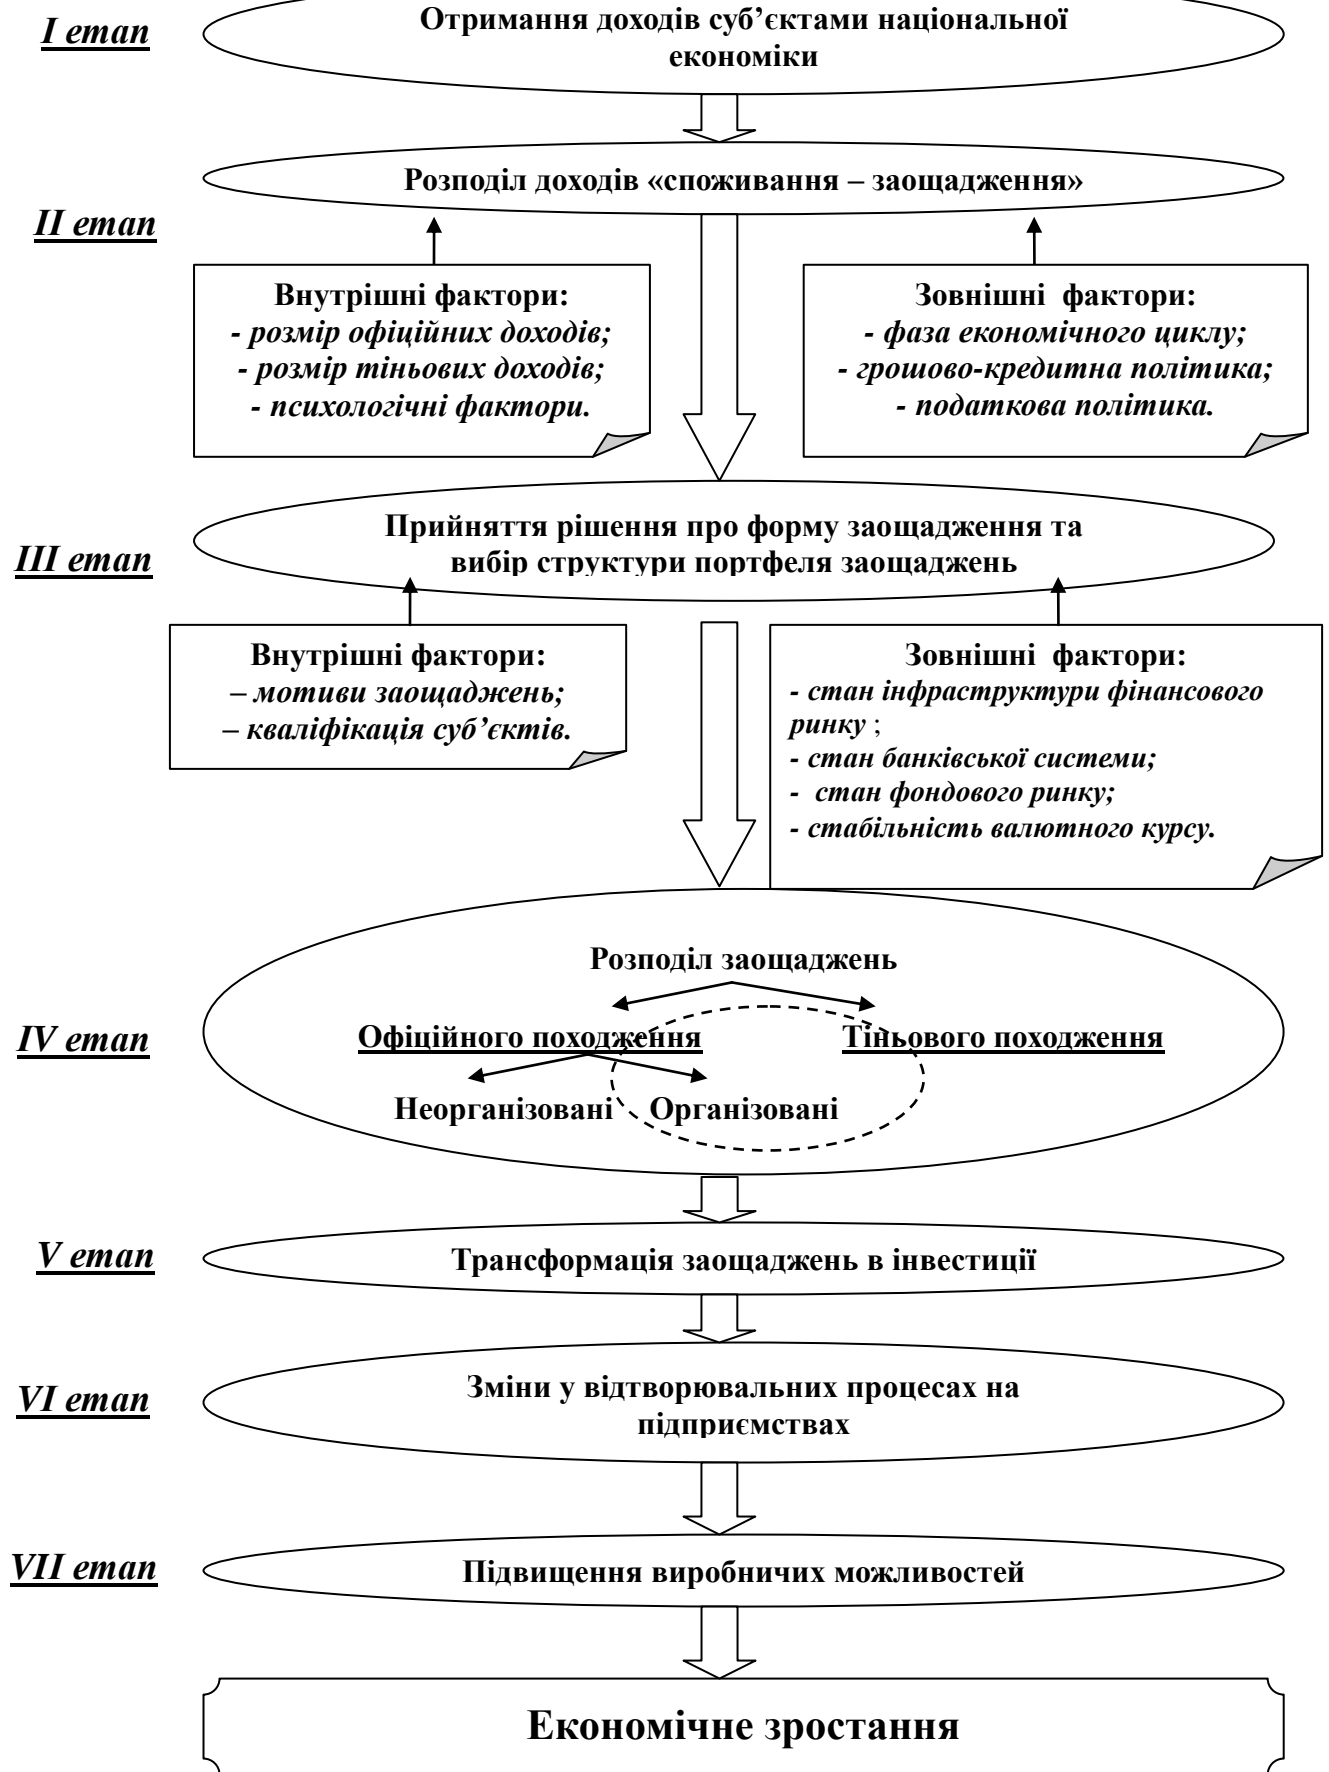 I етап
Отримання доходів суб’єктами національної
економіки
Розподіл доходів «споживання – заощадження»
II етап
Внутрішні фактори:
- розмір офіційних доходів;
- розмір тіньових доходів;
- психологічні фактори.
Зовнішні фактори:
- фаза економічного циклу;
- грошово-кредитна політика;
- податкова політика.
III етап
Прийняття рішення про форму заощадження та
вибір структури портфеля заощаджень
Внутрішні фактори:
– мотиви заощаджень;
– кваліфікація суб’єктів.
Зовнішні фактори:
- стан інфраструктури фінансового
ринку ;
- стан банківської системи;
- стан фондового ринку;
- стабільність валютного курсу.
IV етап
Розподіл заощаджень
Офіційного походження
Тіньового походження
Неорганізовані
Організовані
V етап
Трансформація заощаджень в інвестиції
VI етап
Зміни у відтворювальних процесах на
підприємствах
VII етап
Підвищення виробничих можливостей
Економічне зростання